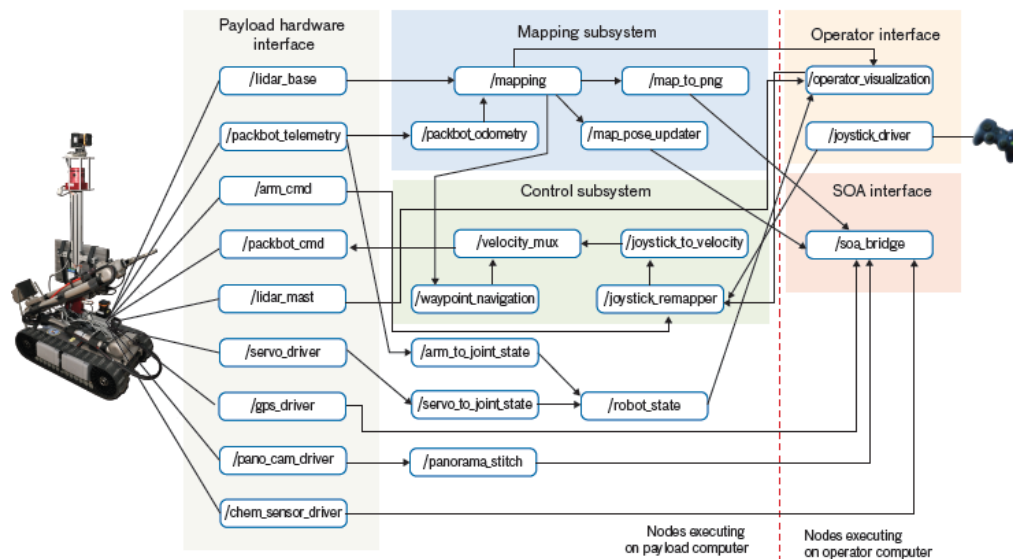 Payload hardware
interface
Mapping subsystem
Operator interface
/lidar_base
/mapping
/map_to_png
/operator_visualization
/packbot_telemetry
/packbot_odometry
/map_pose_updater
/joystick_driver
/arm_cmd
Control subsystem
SOA interface
/packbot_cmd
/velocity_mux
/joystick_to_velocity
/soa_bridge
/lidar_mast
/waypoint_navigation
/joystick_remapper
/servo_driver
/arm_to_joint_state
/gps_driver
/servo_to_joint_state
/robot_state
/pano_cam_driver
/panorama_stitch
/chem_sensor_driver
Nodes executing
on payload computer
Nodes executing
on operator computer